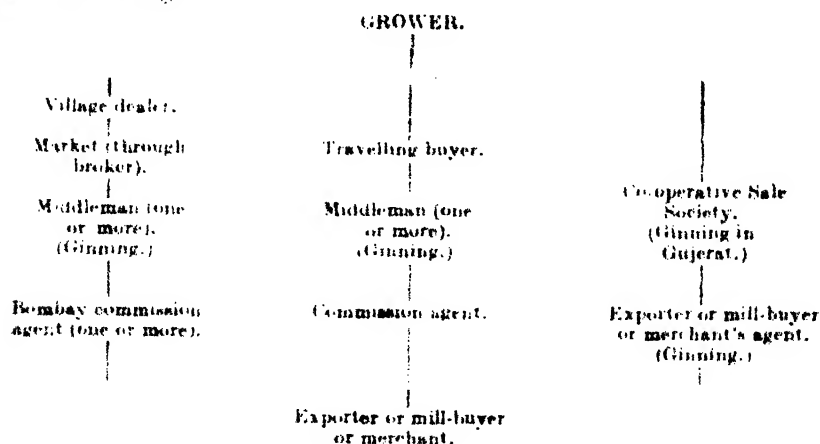 GROWER.
Village dealer.
Market (through
broker).
Middleman (one
or more).
(Ginning.)
Bombay commission
agent (one or more).
Travelling buyer.
Middleman (one
or more).
(Ginning.)
Commission agent.
Co-operative Sale
Society.
(Ginning in
Gujerat.)
Exporter or mill-buyer
or merchant's agent.
(Ginning.)
Exporter or mill-buyer
or merchant.